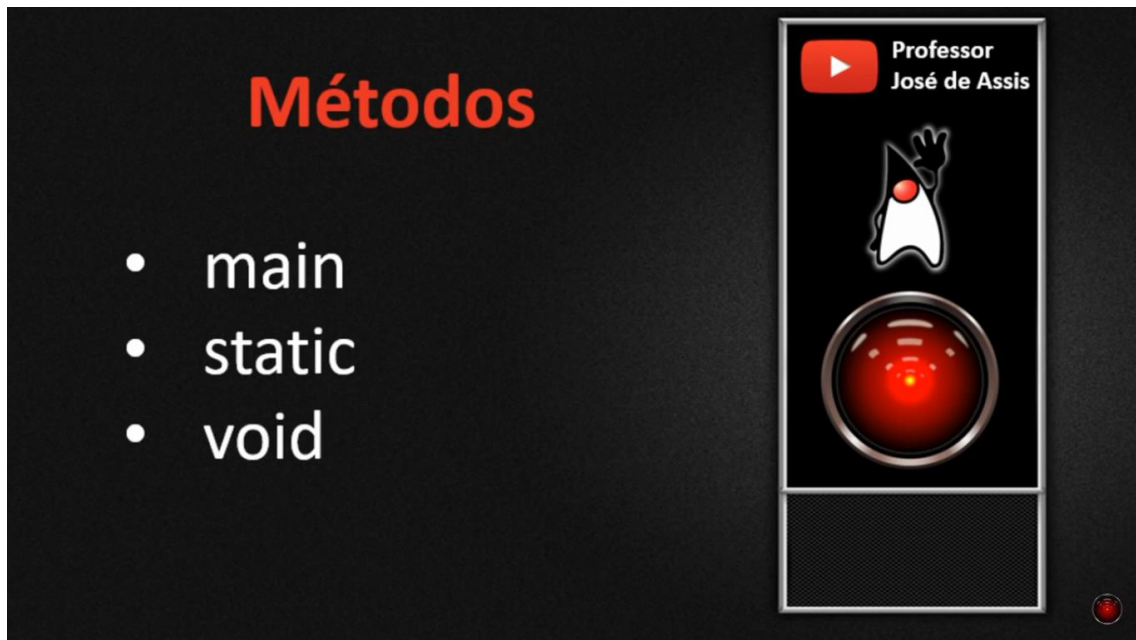 Métodos
• main
• static
• void
Professor
José de Assis